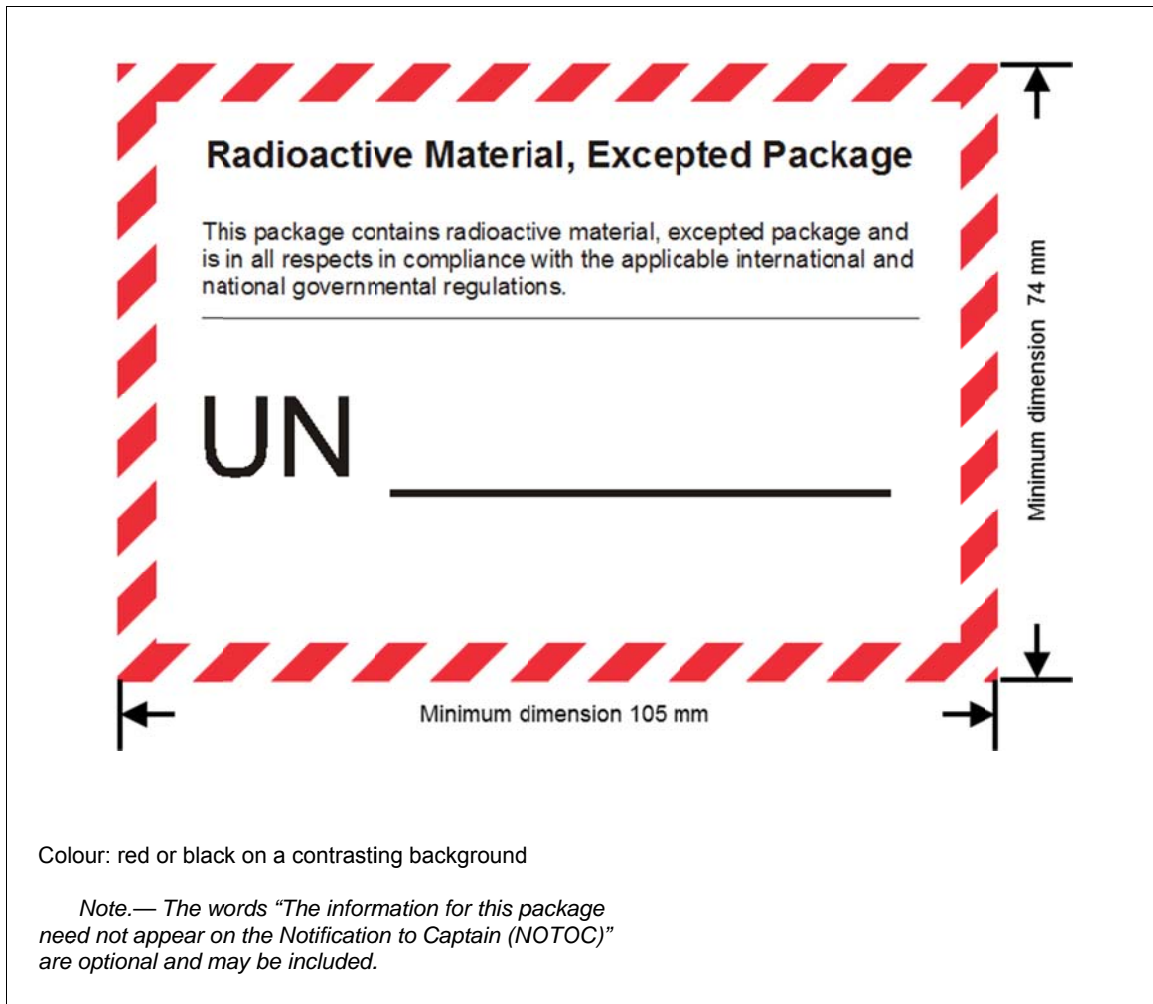 Radioactive Material, Excepted Package
This package contains radioactive material, excepted package and
is in all respects in compliance with the applicable international and
national governmental regulations.
UN
Minimum dimension 74 mm
Minimum dimension 105 mm
Colour: red or black on a contrasting background
Note.— The words “The information for this package
need not appear on the Notification to Captain (NOTOC)”
are optional and may be included.